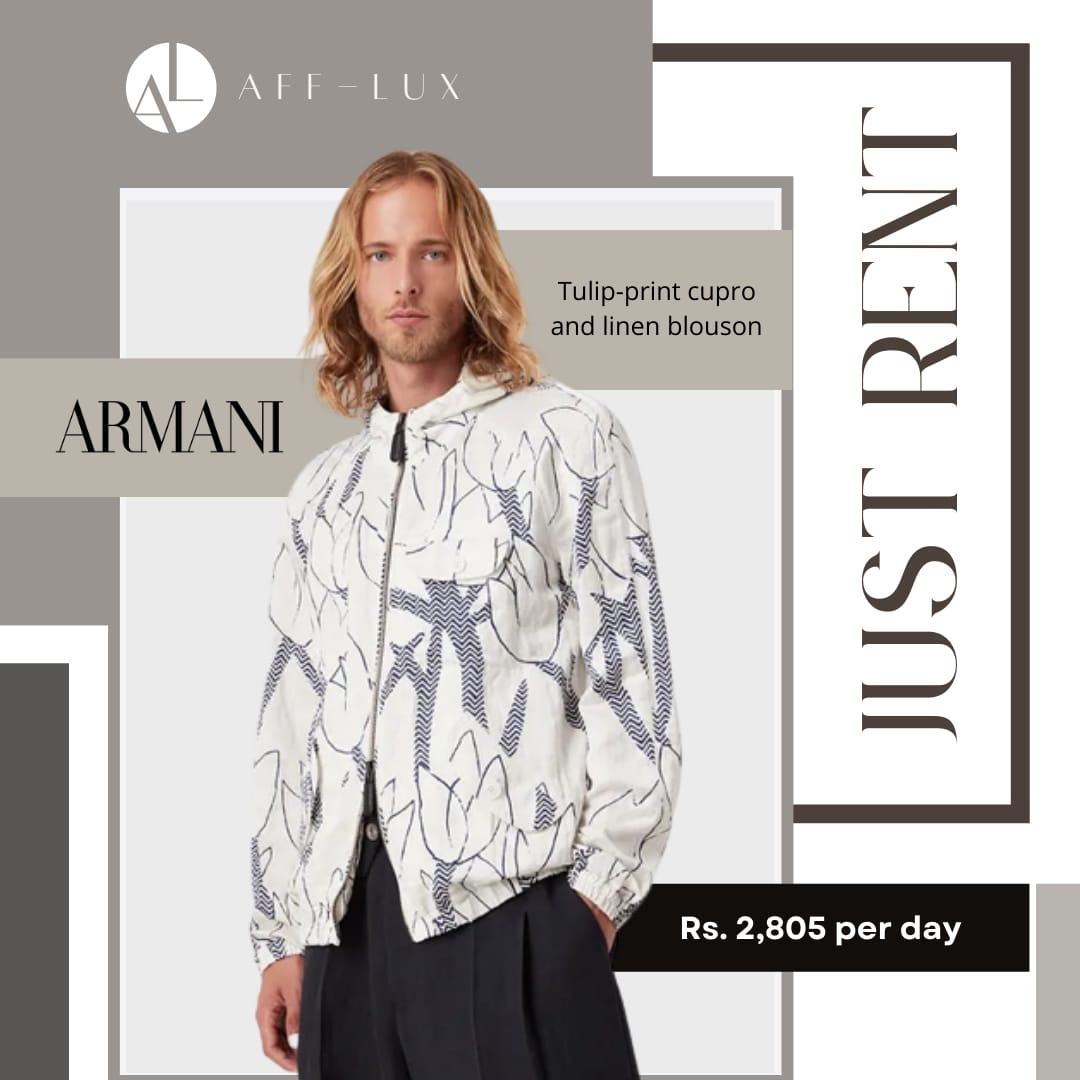 AL
AFF–LUX
Tulip-print cupro
and linen blouson
ARMANI
JUST RENT
Rs. 2,805 per day